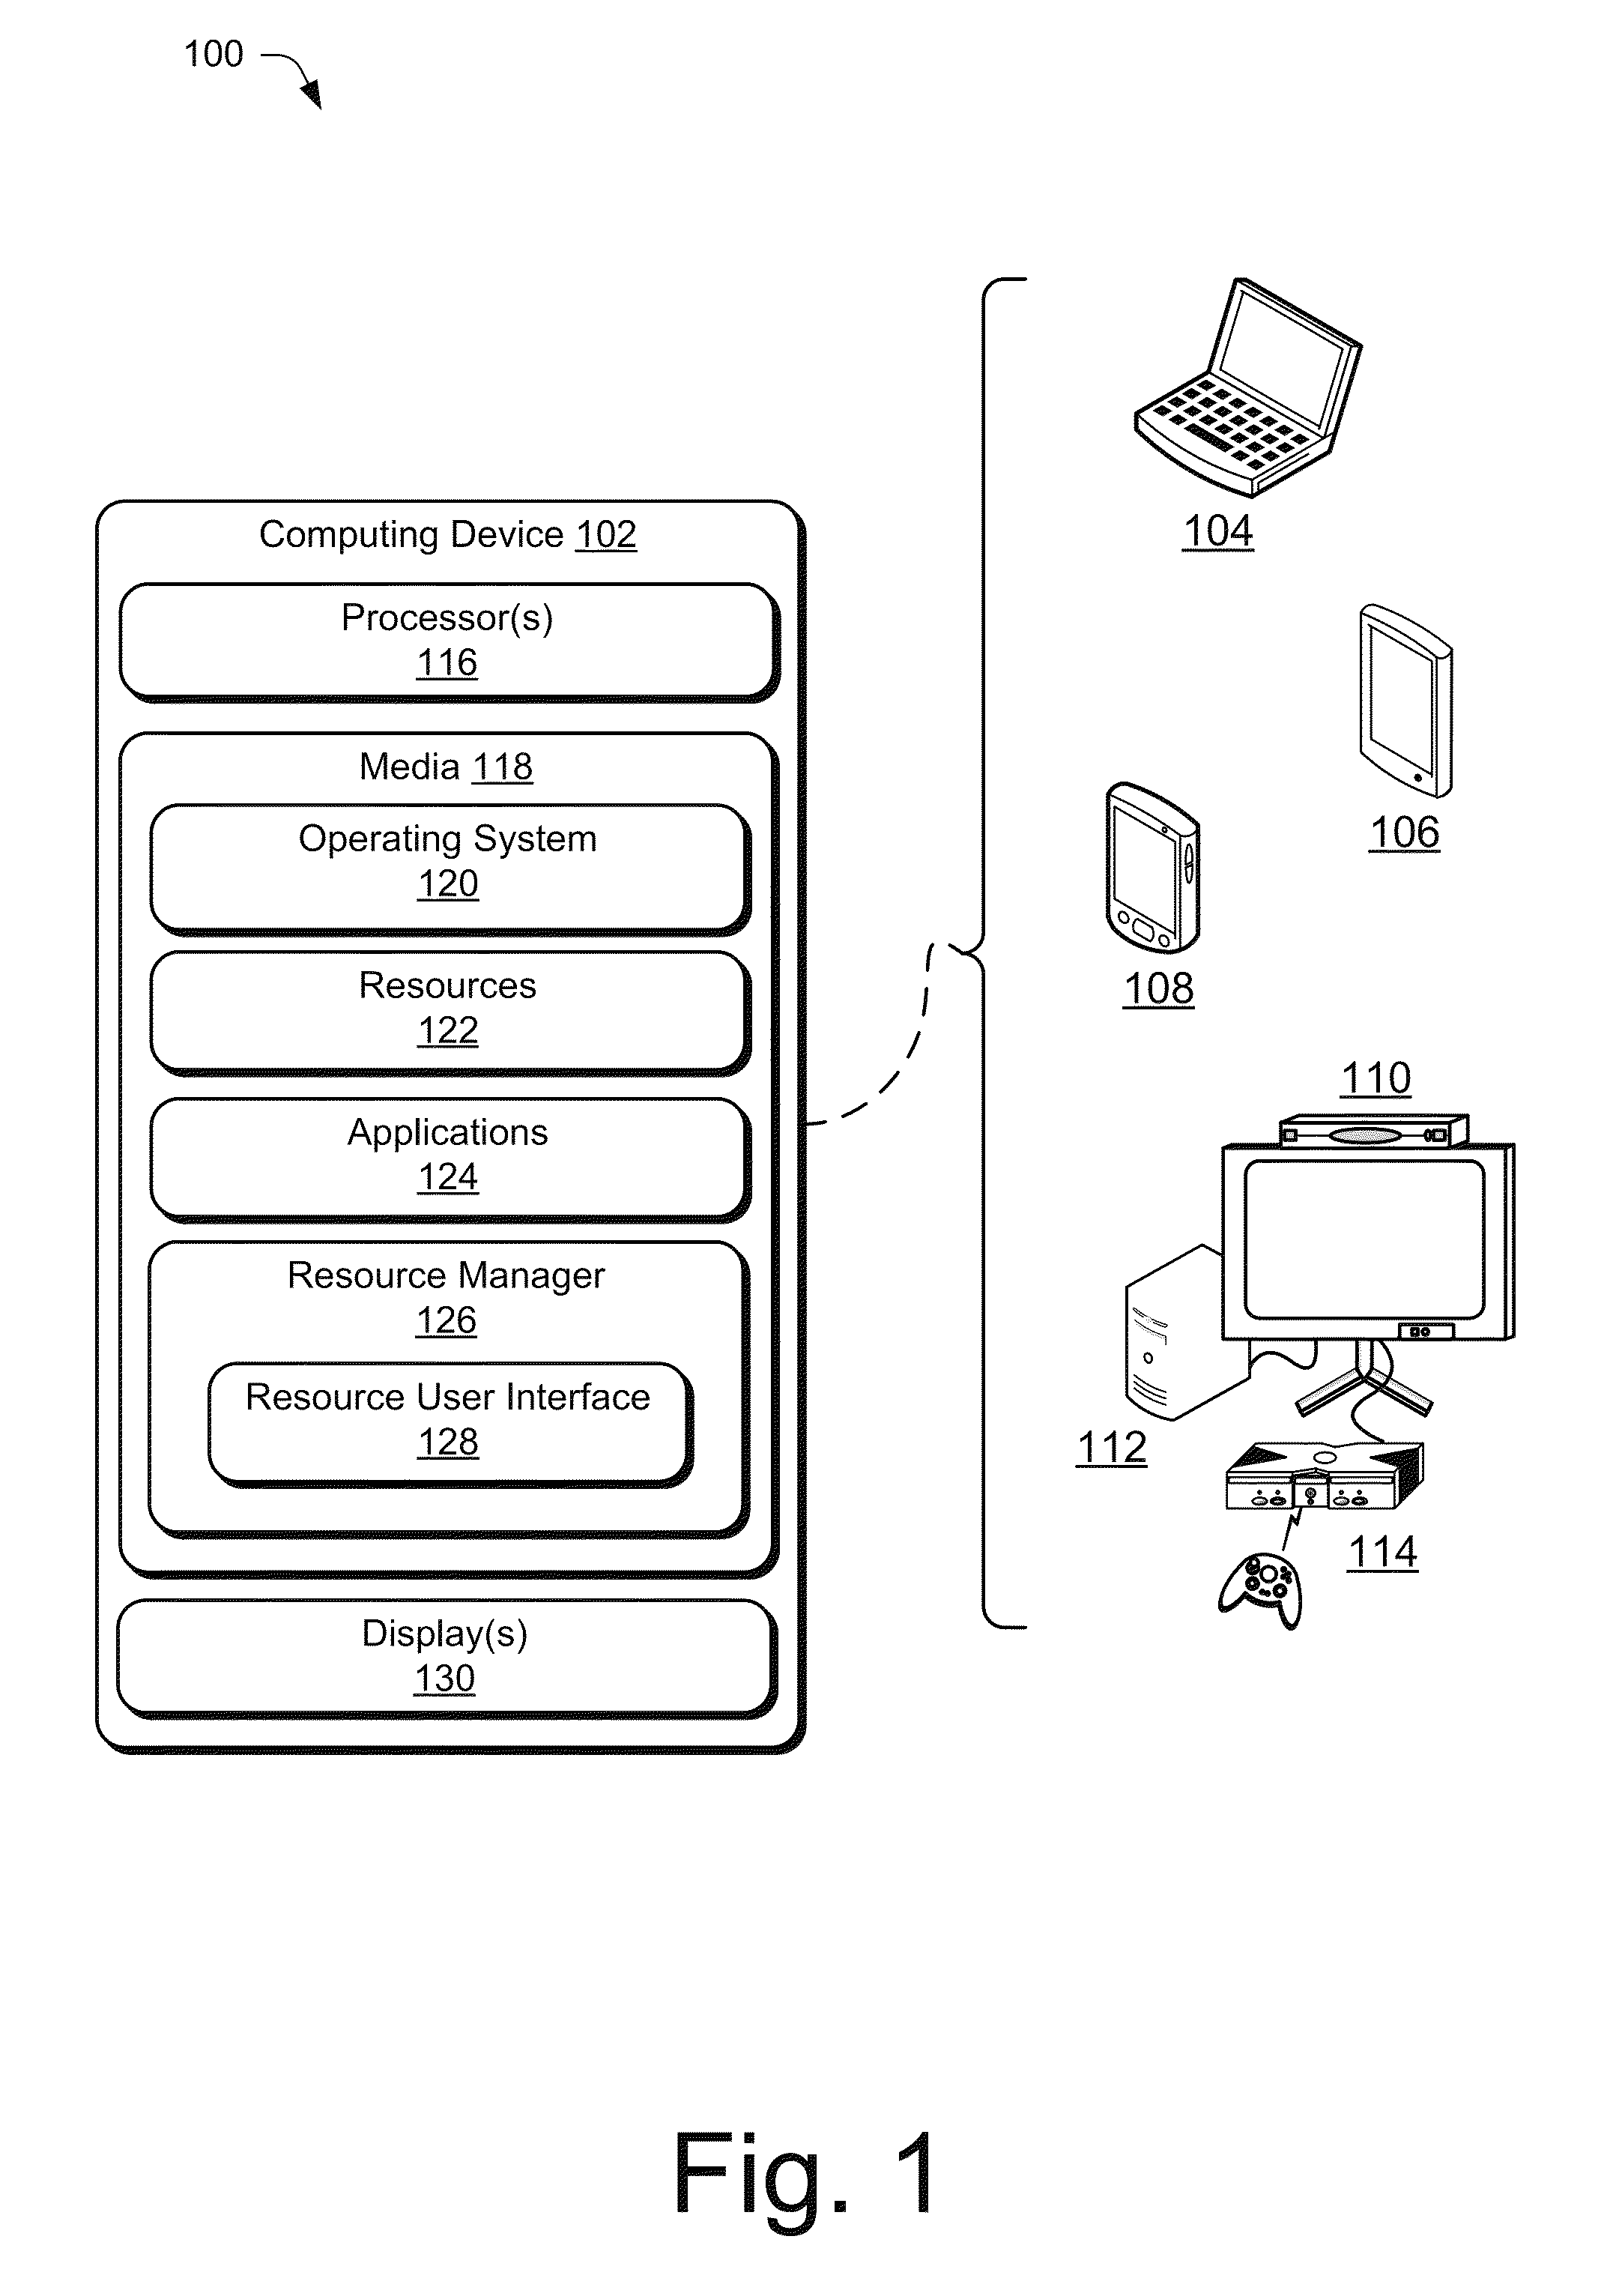 100
Computing Device 102
Processor(s)
116
Media 118
Operating System
120
Resources
122
Applications
124
Resource Manager
126
Resource User Interface
128
Display(s)
130
104
106
108
110
112
114
Fig. 1